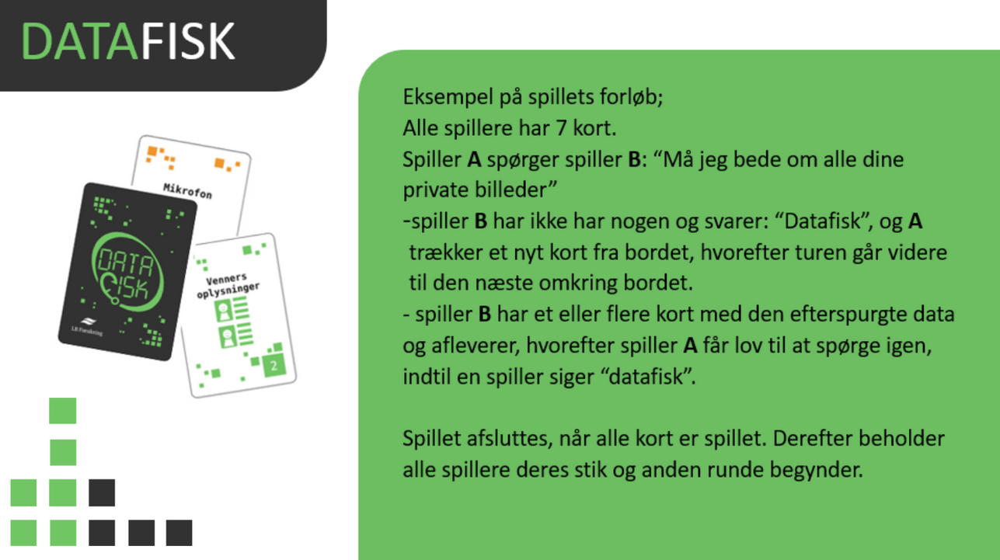 DATAFISK
Eksempel på spillets forløb;
Alle spillere har 7 kort.
Spiller A spørger spiller B: “Må jeg bede om alle dine
private billeder”
-spiller B har ikke har nogen og svarer: “Datafisk”, og A
trækker et nyt kort fra bordet, hvorefter turen går videre
til den næste omkring bordet.
- spiller B har et eller flere kort med den efterspurgte data
og afleverer, hvorefter spiller A får lov til at spørge igen,
indtil en spiller siger “datafisk”.
Spillet afsluttes, når alle kort er spillet. Derefter beholder
alle spillere deres stik og anden runde begynder.
Mikrofon
DATA
FISK
LB Forsikring
Venners
oplysninger
2